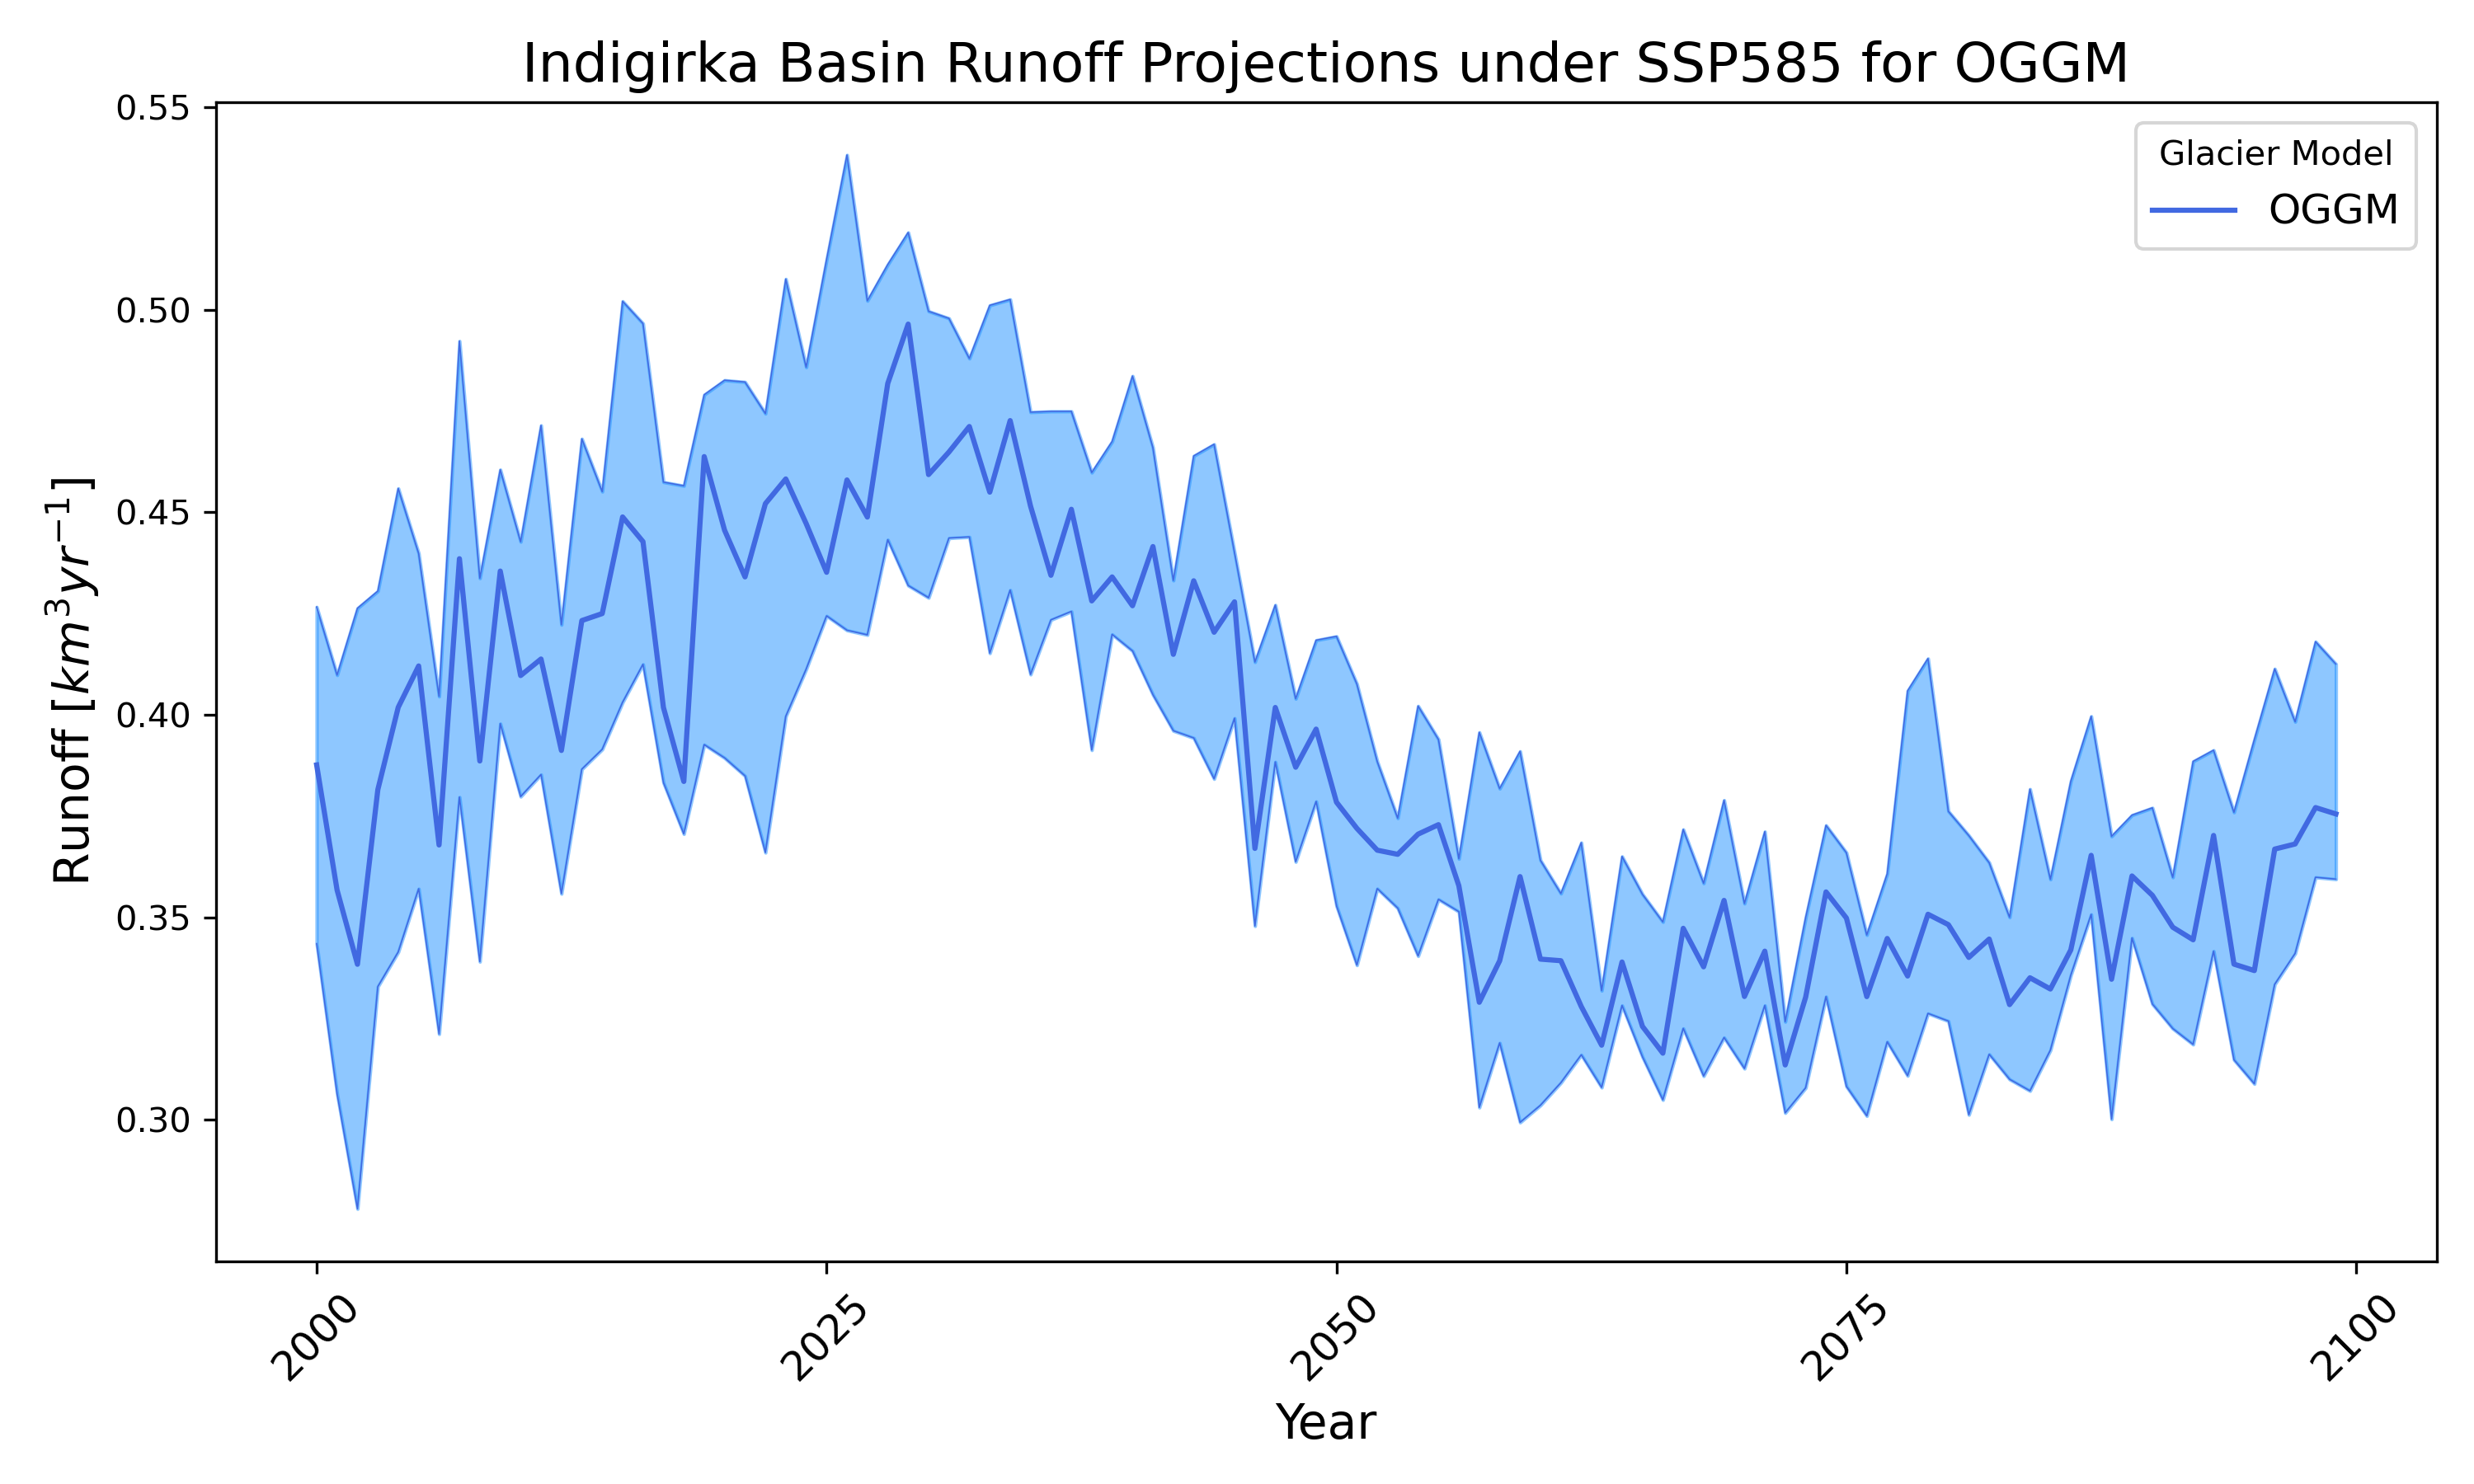 Indigirka Basin Runoff Projections under SSP585 for OGGM
Glacier Model
OGGM
Runoff [km³yr⁻¹]
0.55
0.50
0.45
0.40
0.35
0.30
2000
2025
2050
2075
2100
Year